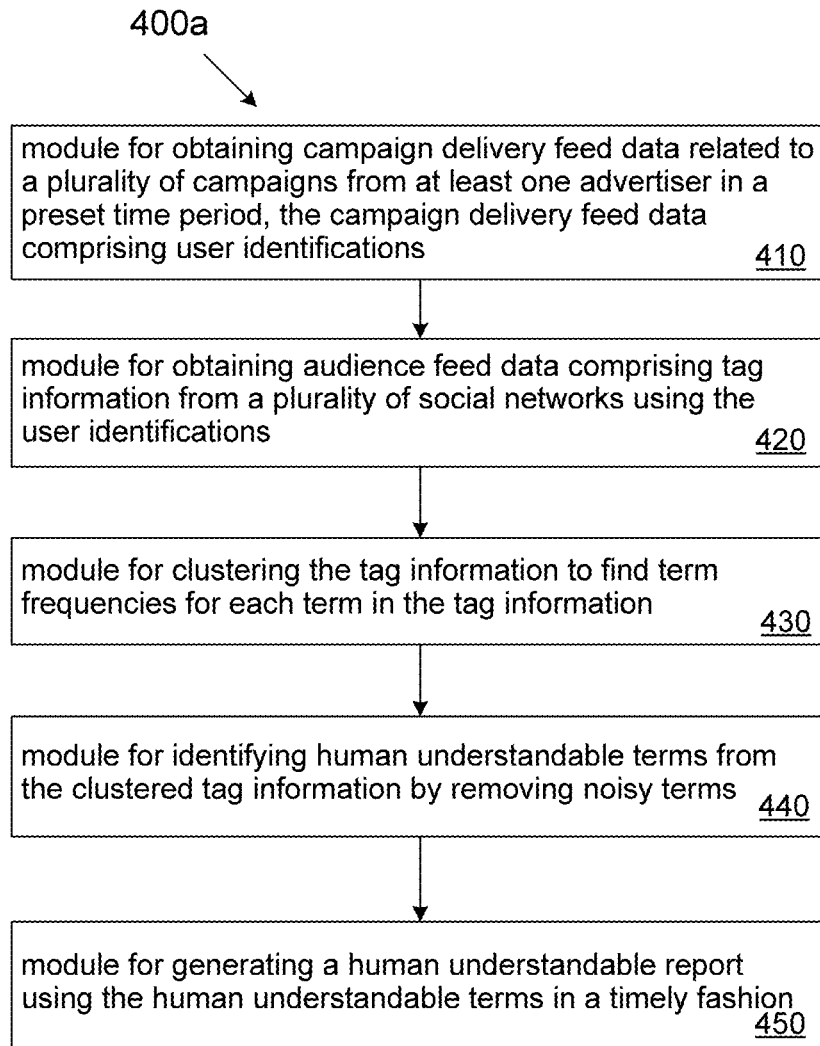 400a
module for obtaining campaign delivery feed data related to
a plurality of campaigns from at least one advertiser in a
preset time period, the campaign delivery feed data
comprising user identifications
410
module for obtaining audience feed data comprising tag
information from a plurality of social networks using the
user identifications
420
module for clustering the tag information to find term
frequencies for each term in the tag information
430
module for identifying human understandable terms from
the clustered tag information by removing noisy terms
440
module for generating a human understandable report
using the human understandable terms in a timely fashion
450